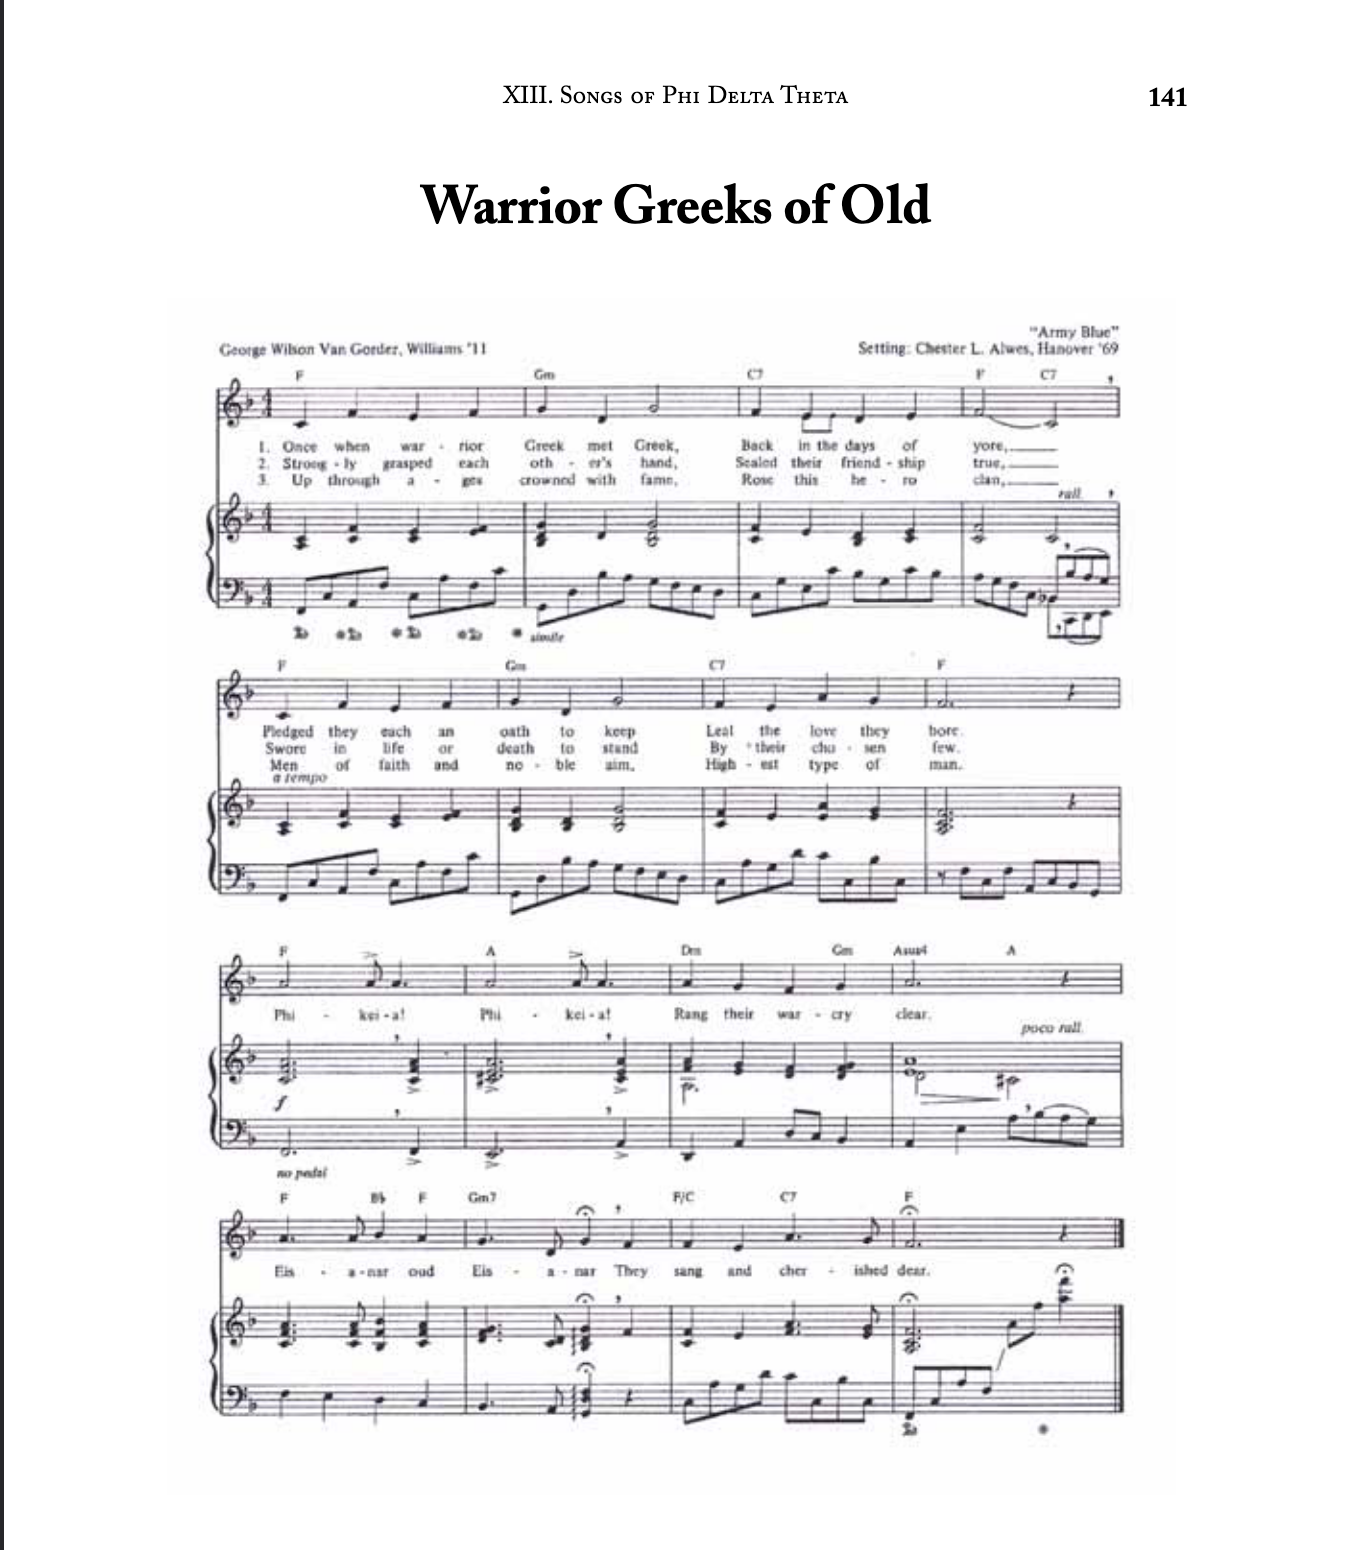 XIII. Songs of Phi Delta Theta 141
Warrior Greeks of Old
"Army Blue"
George Wilson Van Gorder, Williams '11 Setting: Chester L. Alwes, Hanover '69
F Gm C7 F C7
1. Once when war - rior Greek met Greek, Back in the days of yore,
2. Strong - ly grasped each oth - er's hand, Sealed their friend - ship true,
3. Up through a - ges crowned with fame, Rose this he - ro clan,
rall.
simile
F Gm C7 F
Pledged they each an oath to keep Leal the love they bore.
Swore in life or death to stand By their cho - sen few.
Men of faith and no - ble aim, High - est type of man.
a tempo
F A Dm Gm Asus4 A
Phi - kei - a! Phi - kei - a! Rang their war - cry clear.
poco rall.
f
no pedal
F Bb F Gm7 F/C C7 F
Eis - a - nar oud Eis - a - nar They sang and cher - ished dear.